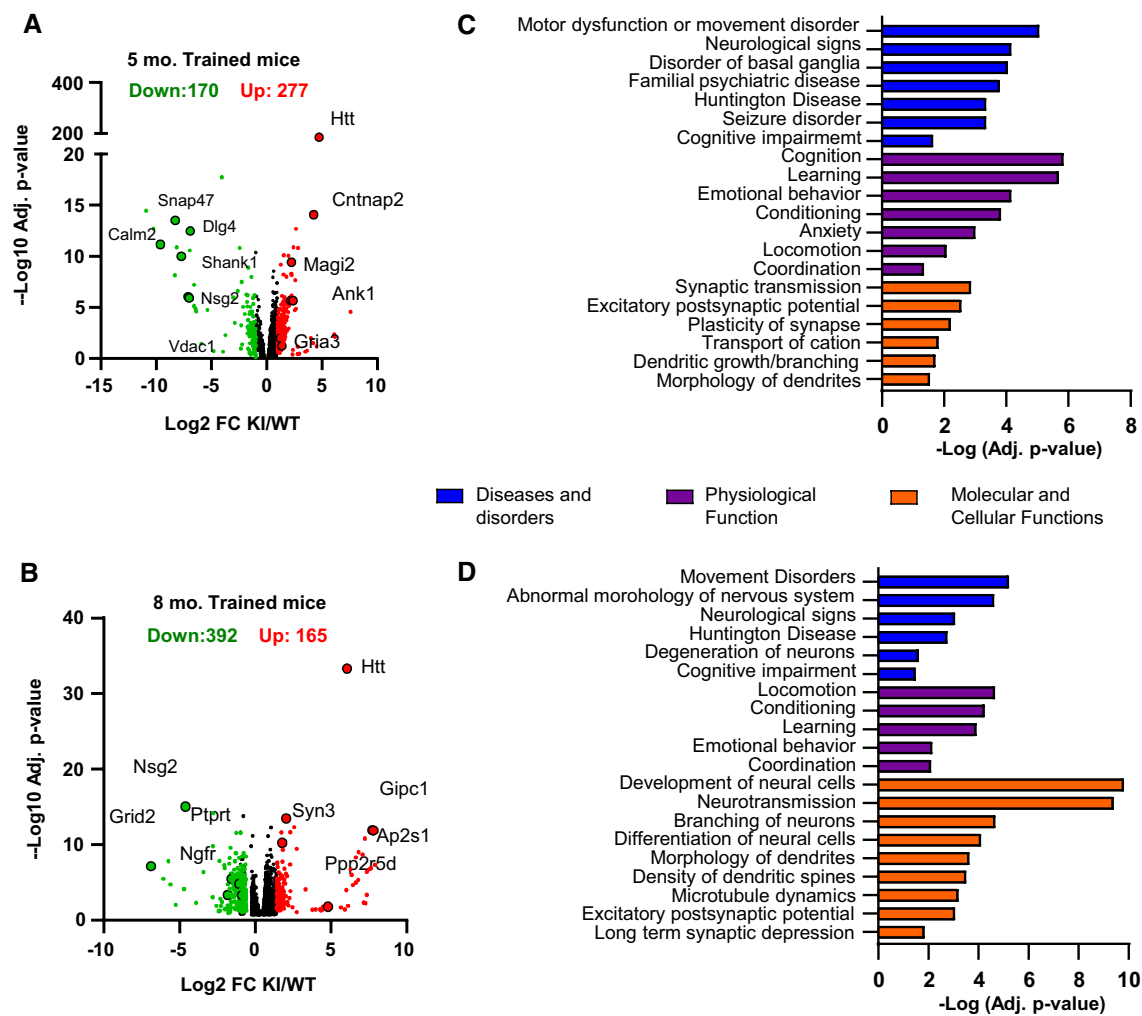 A
5 mo. Trained mice
Down:170 Up: 277
400
200
20
15
10
5
0
--Log10 Adj. p-value
Htt
Cntnap2
Snap47
Dlg4
Calm2
Shank1
Magi2
Nsg2
Ank1
Vdac1
Gria3
-15 -10 -5 0 5 10
Log2 FC KI/WT
C
Motor dysfunction or movement disorder
Neurological signs
Disorder of basal ganglia
Familial psychiatric disease
Huntington Disease
Seizure disorder
Cognitive impairmemt
Cognition
Learning
Emotional behavior
Conditioning
Anxiety
Locomotion
Coordination
Synaptic transmission
Excitatory postsynaptic potential
Plasticity of synapse
Transport of cation
Dendritic growth/branching
Morphology of dendrites
0 2 4 6 8
-Log (Adj. p-value)
Diseases and
disorders
Physiological
Function
Molecular and
Cellular Functions
B
8 mo. Trained mice
Down:392 Up: 165
40
30
20
10
0
--Log10 Adj. p-value
Htt
Nsg2
Gipc1
Grid2
Ptprt
Syn3
Ap2s1
Ngfr
Ppp2r5d
-10 -5 0 5 10
Log2 FC KI/WT
D
Movement Disorders
Abnormal morohology of nervous system
Neurological signs
Huntington Disease
Degeneration of neurons
Cognitive impairment
Locomotion
Conditioning
Learning
Emotional behavior
Coordination
Development of neural cells
Neurotransmission
Branching of neurons
Differentiation of neural cells
Morphology of dendrites
Density of dendritic spines
Microtubule dynamics
Excitatory postsynaptic potential
Long term synaptic depression
0 2 4 6 8 10
-Log (Adj. p-value)